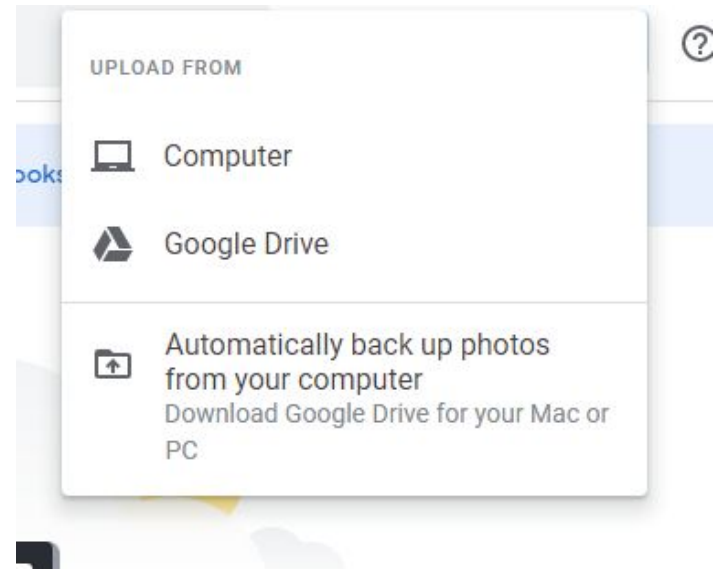 UPLOAD FROM
Computer
ooks
Google Drive
Automatically back up photos
from your computer
Download Google Drive for your Mac or
PC